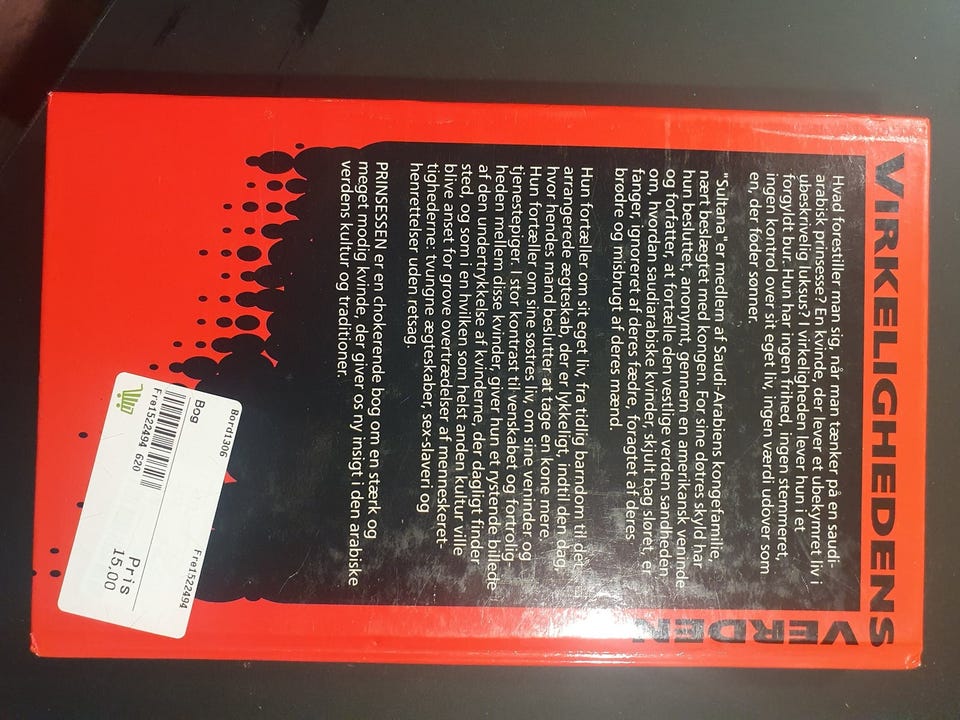 VIRKELIGHEDENS
VERDEN
Hvad forestiller man sig, når man tænker på en saudi-
arabisk prinsesse? En kvinde, der lever et ubekymret liv i
ubeskrivelig luksus? I virkeligheden lever hun i et
forgyldt bur. Hun har ingen frihed, ingen stemmeret,
ingen kontrol over sit eget liv, ingen værdi udover som
en, der føder sønner.
"Sultana" er medlem af Saudi-Arabiens kongefamilie,
nært beslægtet med kongen. For sine døtres skyld har
hun besluttet, anonymt, gennem en amerikansk veninde
og forfatter, at fortælle den vestlige verden sandheden
om, hvordan saudiarabiske kvinder, skjult bag sløret, er
fanger, ignoreret af deres fædre, foragtet af deres
brødre og misbrugt af deres mænd.
Hun fortæller om sit eget liv, fra tidlig barndom til det
arrangerede ægteskab, der er lykkeligt, indtil den dag,
hvor hendes mand beslutter at tage en kone mere.
Hun fortæller om sine søstres liv, om sine veninder og
tjenestepiger. I stor kontrast til venskabet og fortrolig-
heden mellem disse kvinder, giver hun et rystende billede
af den undertrykkelse af kvinderne, der dagligt finder
sted, og som i en hvilken som helst anden kultur ville
blive anset for grove overtrædelser af menneskeret-
tighederne: tvungne ægteskaber, sex-slaveri og
henrettelser uden retsag.
PRINSESSEN er en chokerende bog om en stærk og
meget modig kvinde, der giver os ny insigt i den arabiske
verdens kultur og traditioner.
Bord1306
Fre1522494
Bog
Fre1522494 620
Pris
15.00